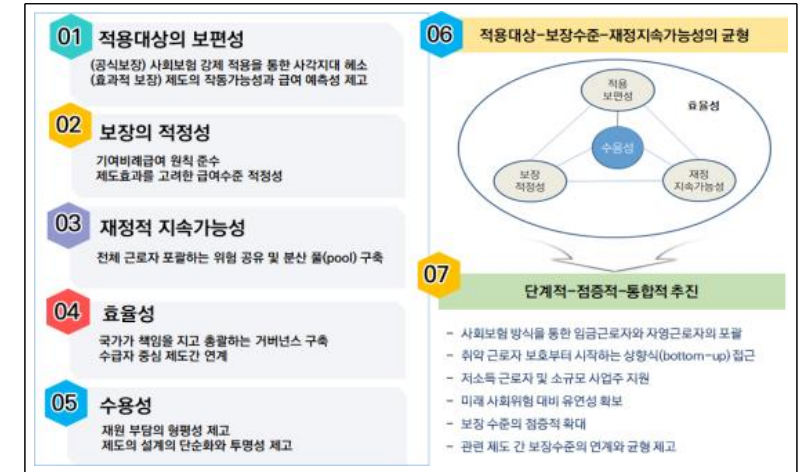 01
적용대상의 보편성
(공식보장) 사회보험 강제 적용을 통한 사각지대 해소
(효과적 보장) 제도의 작동가능성과 급여 예측성 제고
02
보장의 적정성
기여비례급여 원칙 준수
제도효과를 고려한 급여수준 적정성
03
재정적 지속가능성
전체 근로자 포괄하는 위험 공유 및 분산 풀(pool) 구축
04
효율성
국가가 책임을 지고 총괄하는 거버넌스 구축
수급자 중심 제도간 연계
05
수용성
재원 부담의 형평성 제고
제도의 설계의 단순화와 투명성 제고
06
적용대상-보장수준-재정지속가능성의 균형
적용
보편성
효율성
수용성
보장
적정성
재정
지속가능성
07
단계적-점증적-통합적 추진
- 사회보험 방식을 통한 임금근로자와 자영근로자의 포괄
- 취약 근로자 보호부터 시작하는 상향식(bottom-up) 접근
- 저소득 근로자 및 소규모 사업주 지원
- 미래 사회위험 대비 유연성 확보
- 보장 수준의 점증적 확대
- 관련 제도 간 보장수준의 연계와 균형 제고